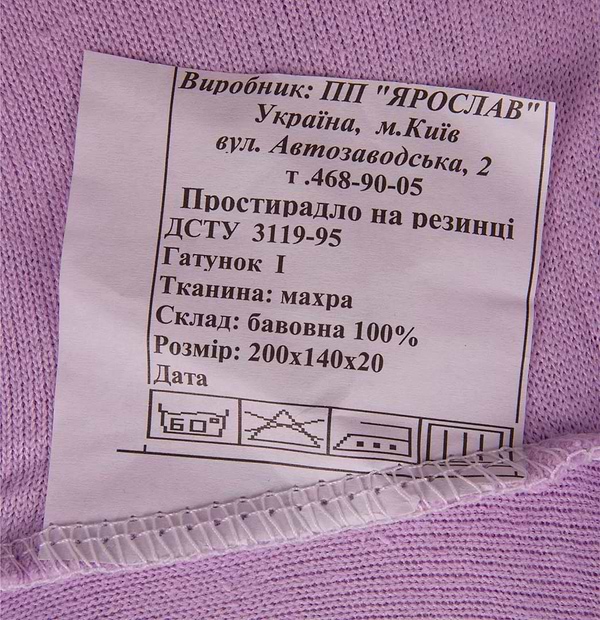 Виробник: ПП "ЯРОСЛАВ"
Україна, м.Київ
вул. Автозаводська, 2
т .468-90-05
Простирадло на резинці
ДСТУ 3119-95
Гатунок I
Тканина: махра
Склад: бавовна 100%
Розмір: 200х140х20
Дата
60°